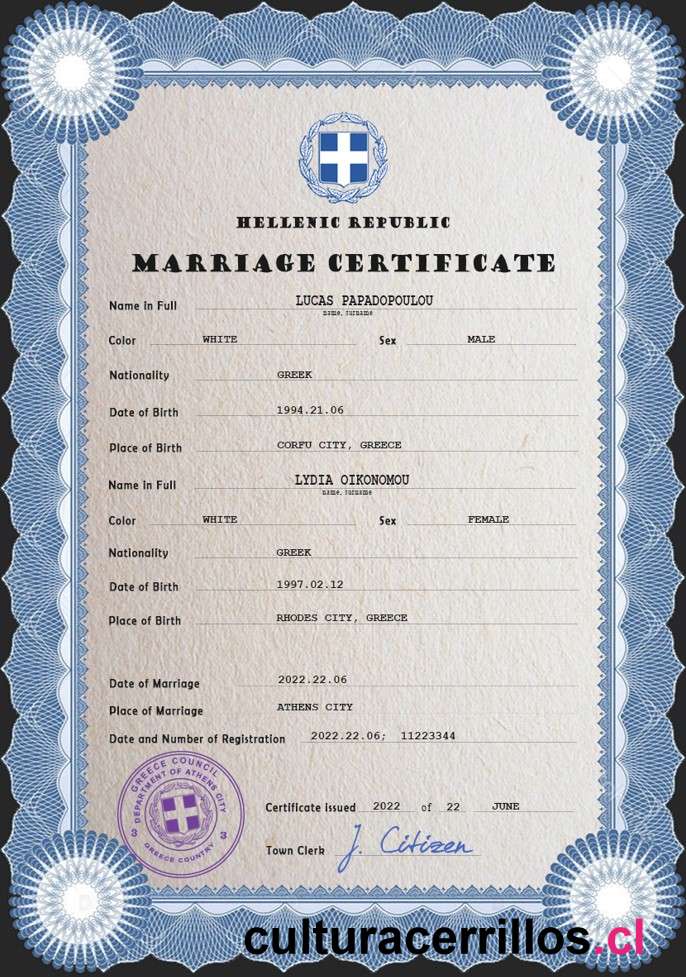 HELLENIC REPUBLIC
MARRIAGE CERTIFICATE
Name in Full LUCAS PAPADOPOULOU
name, surname
Color WHITE Sex MALE
Nationality GREEK
Date of Birth 1994.21.06
Place of Birth CORFU CITY, GREECE
Name in Full LYDIA OIKONOMOU
name, surname
Color WHITE Sex FEMALE
Nationality GREEK
Date of Birth 1997.02.12
Place of Birth RHODES CITY, GREECE
Date of Marriage 2022.22.06
Place of Marriage ATHENS CITY
Date and Number of Registration 2022.22.06; 11223344
GREECE COUNCIL
DEPARTMENT OF ATHENS CITY
3 3
GREECE COUNTRY
Certificate issued 2022 of 22 JUNE
Town Clerk J. Citizen
culturacerrillos.cl